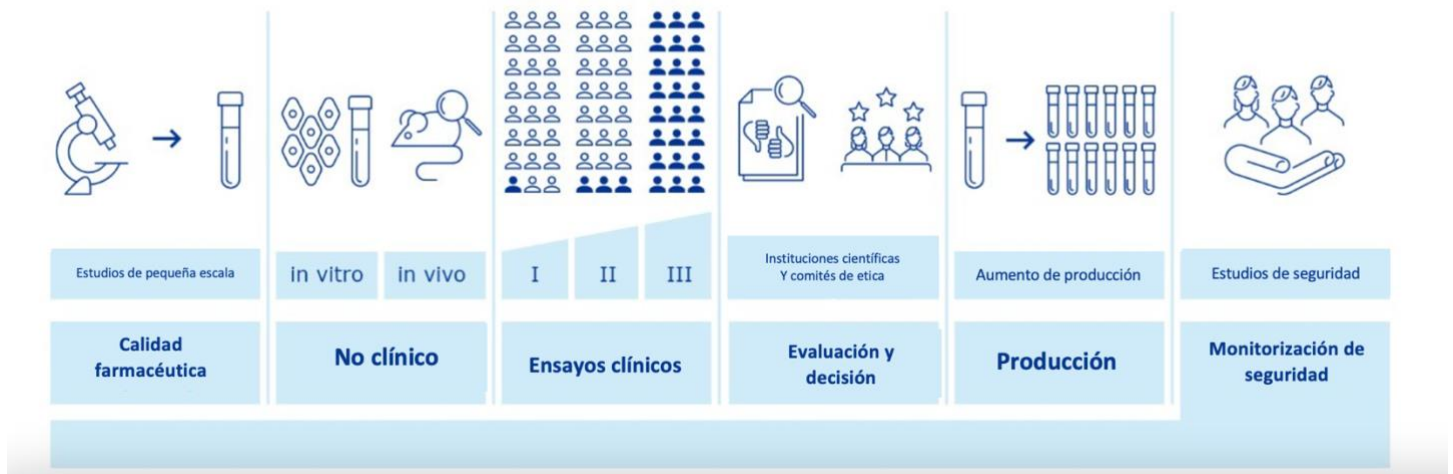 Estudios de pequeña escala
in vitro
in vivo
I
II
III
Instituciones científicas
Y comités de etica
Aumento de producción
Estudios de seguridad
Calidad
farmacéutica
No clínico
Ensayos clínicos
Evaluación y
decisión
Producción
Monitorización de
seguridad